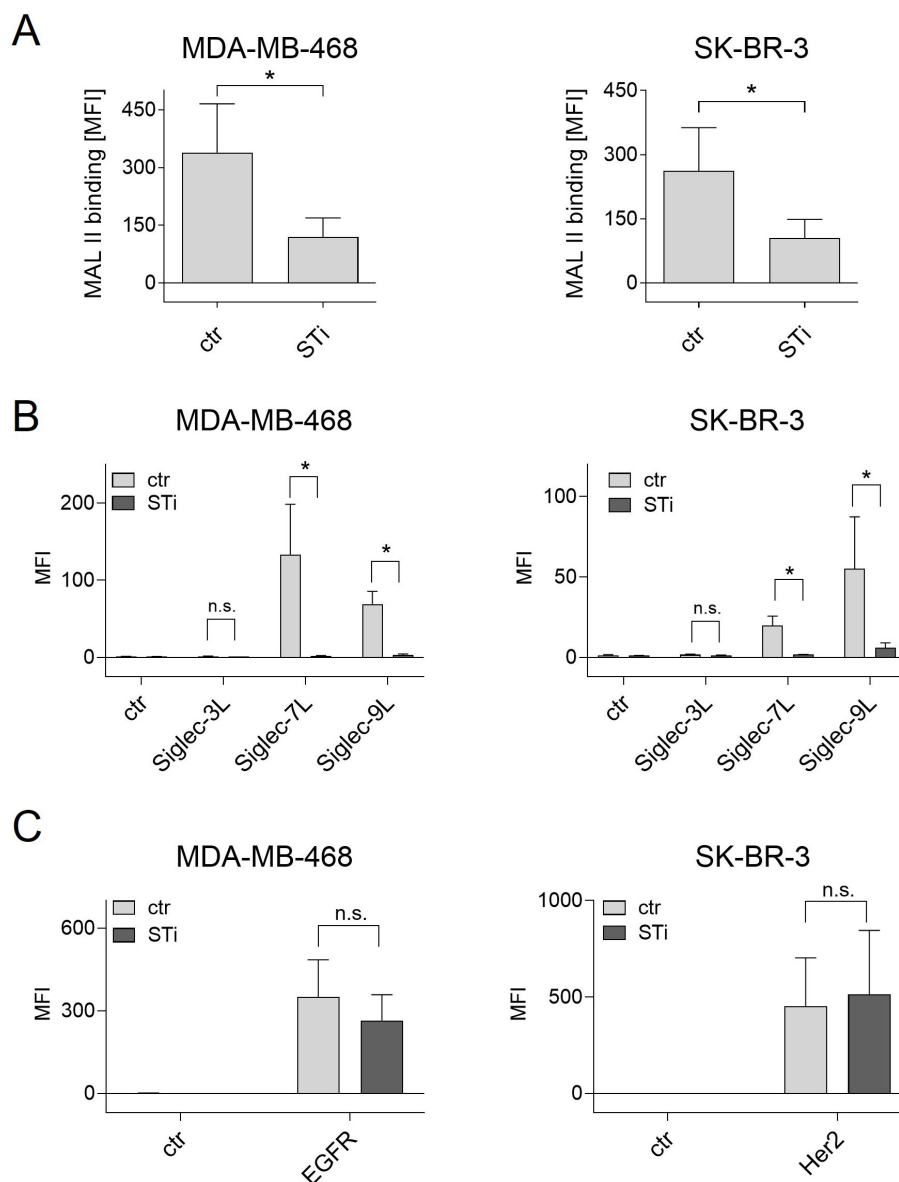 A
MDA-MB-468
SK-BR-3
*
*
MAL II binding [MFI]
450
300
150
0
ctr
STi
MAL II binding [MFI]
450
300
150
0
ctr
STi
B
MDA-MB-468
SK-BR-3
ctr
STi
MFI
200
100
0
n.s.
*
*
ctr
Siglec-3L
Siglec-7L
Siglec-9L
ctr
STi
MFI
100
50
0
n.s.
*
*
ctr
Siglec-3L
Siglec-7L
Siglec-9L
C
MDA-MB-468
SK-BR-3
ctr
STi
MFI
600
300
0
n.s.
ctr
EGFR
ctr
STi
MFI
1000
500
0
n.s.
ctr
Her2